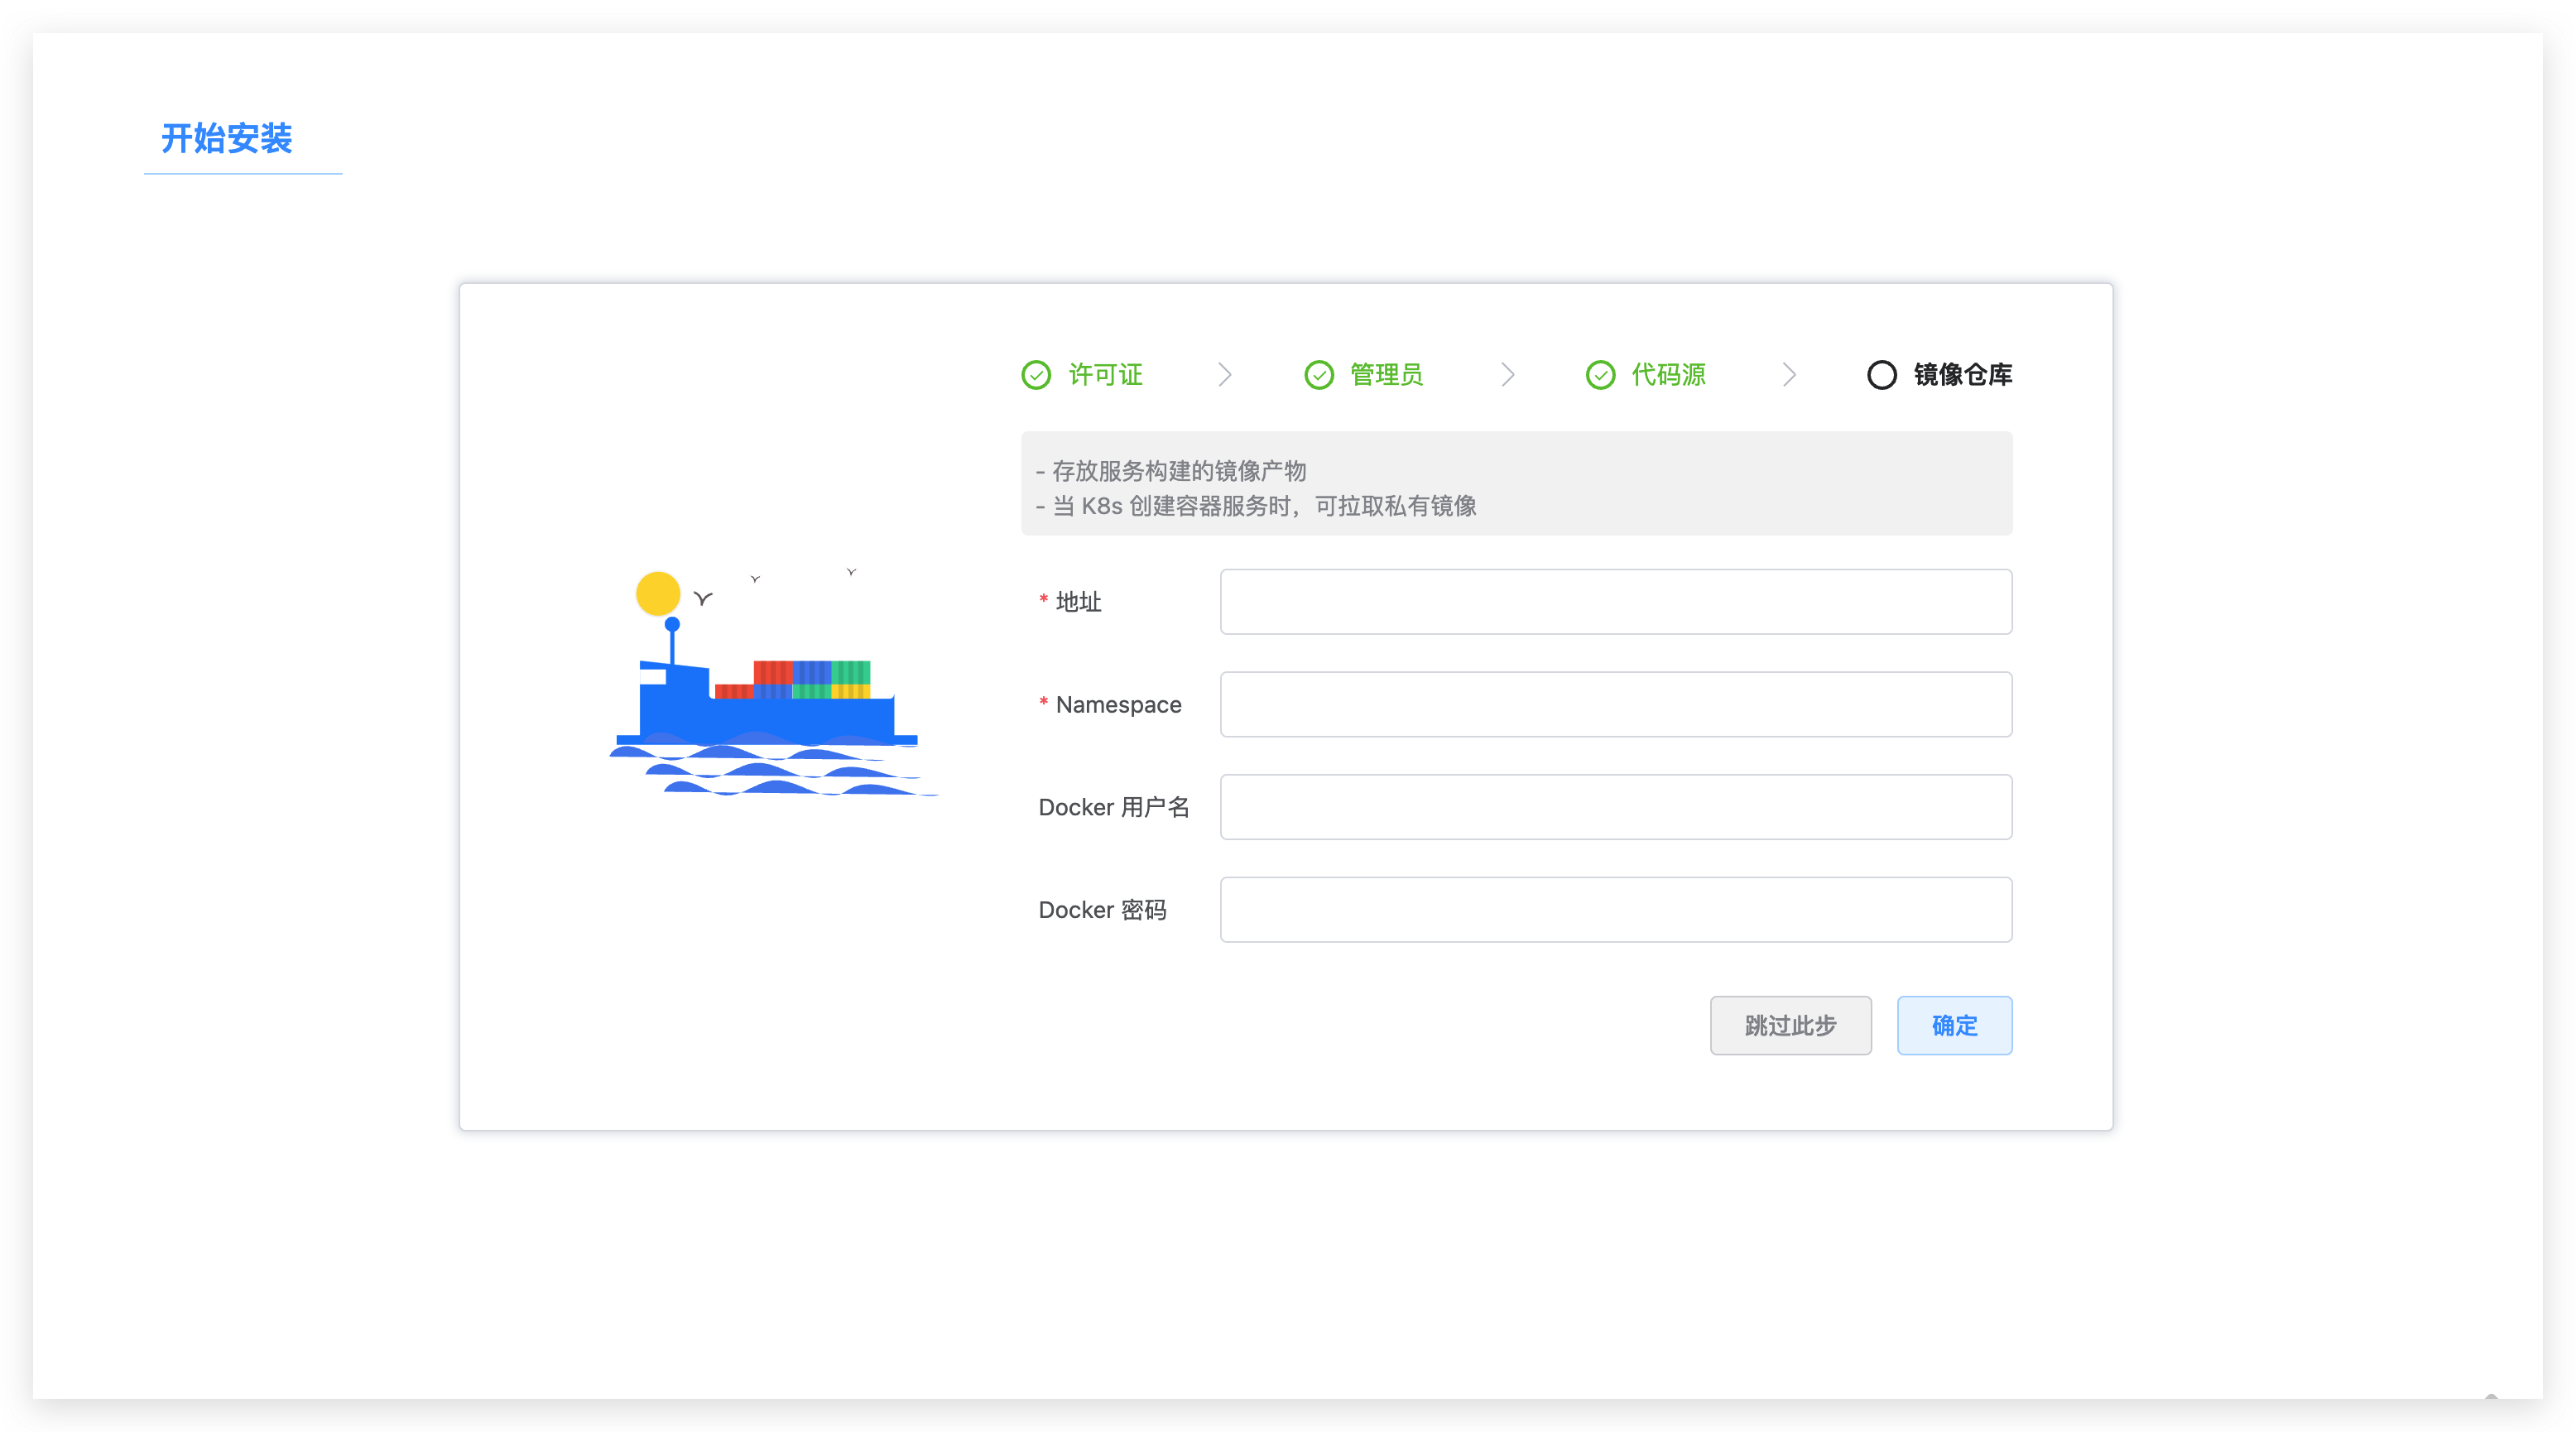 开始安装
许可证
管理员
代码源
镜像仓库
- 存放服务构建的镜像产物
- 当 K8s 创建容器服务时，可拉取私有镜像
* 地址
* Namespace
Docker 用户名
Docker 密码
跳过此步
确定